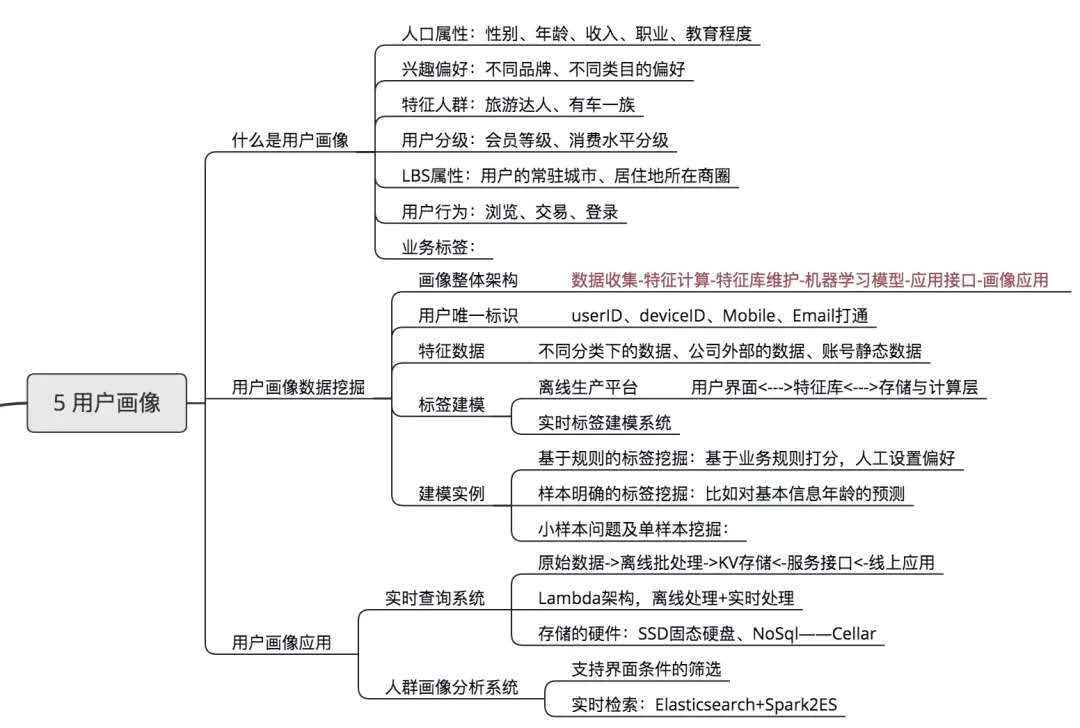 人口属性：性别、年龄、收入、职业、教育程度
兴趣偏好：不同品牌、不同类目的偏好
特征人群：旅游达人、有车一族
什么是用户画像
用户分级：会员等级、消费水平分级
LBS属性：用户的常驻城市、居住地所在商圈
用户行为：浏览、交易、登录
业务标签：
画像整体架构 数据收集-特征计算-特征库维护-机器学习模型-应用接口-画像应用
用户唯一标识 userID、deviceID、Mobile、Email打通
特征数据 不同分类下的数据、公司外部的数据、账号静态数据
5 用户画像
用户画像数据挖掘
标签建模
离线生产平台 用户界面<--->特征库<--->存储与计算层
实时标签建模系统
建模实例
基于规则的标签挖掘：基于业务规则打分，人工设置偏好
样本明确的标签挖掘：比如对基本信息年龄的预测
小样本问题及单样本挖掘：
用户画像应用
实时查询系统
原始数据->离线批处理->KV存储<-服务接口<-线上应用
Lambda架构，离线处理+实时处理
存储的硬件：SSD固态硬盘、NoSql——Cellar
人群画像分析系统
支持界面条件的筛选
实时检索：Elasticsearch+Spark2ES